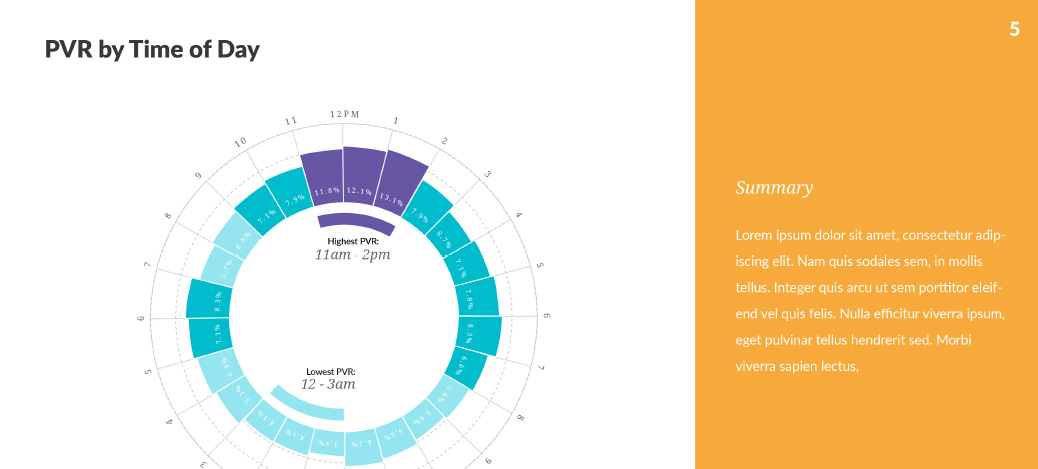 5
PVR by Time of Day
12PM
1
2
3
4
5
6
7
8
9
3
4
5
6
7
8
9
10
11
11.8%
12.1%
13.1%
7.9%
6.7%
7.1%
7.8%
8.3%
6.6%
7.1%
8.3%
7.1%
7.9%
Highest PVR:
11am - 2pm
Lowest PVR:
12 - 3am
Summary
Lorem ipsum dolor sit amet, consectetur adip-
iscing elit. Nam quis sodales sem, in mollis
tellus. Integer quis arcu ut sem porttitor eleif-
end vel quis felis. Nulla efficitur viverra ipsum,
eget pulvinar tellus hendrerit sed. Morbi
viverra sapien lectus,